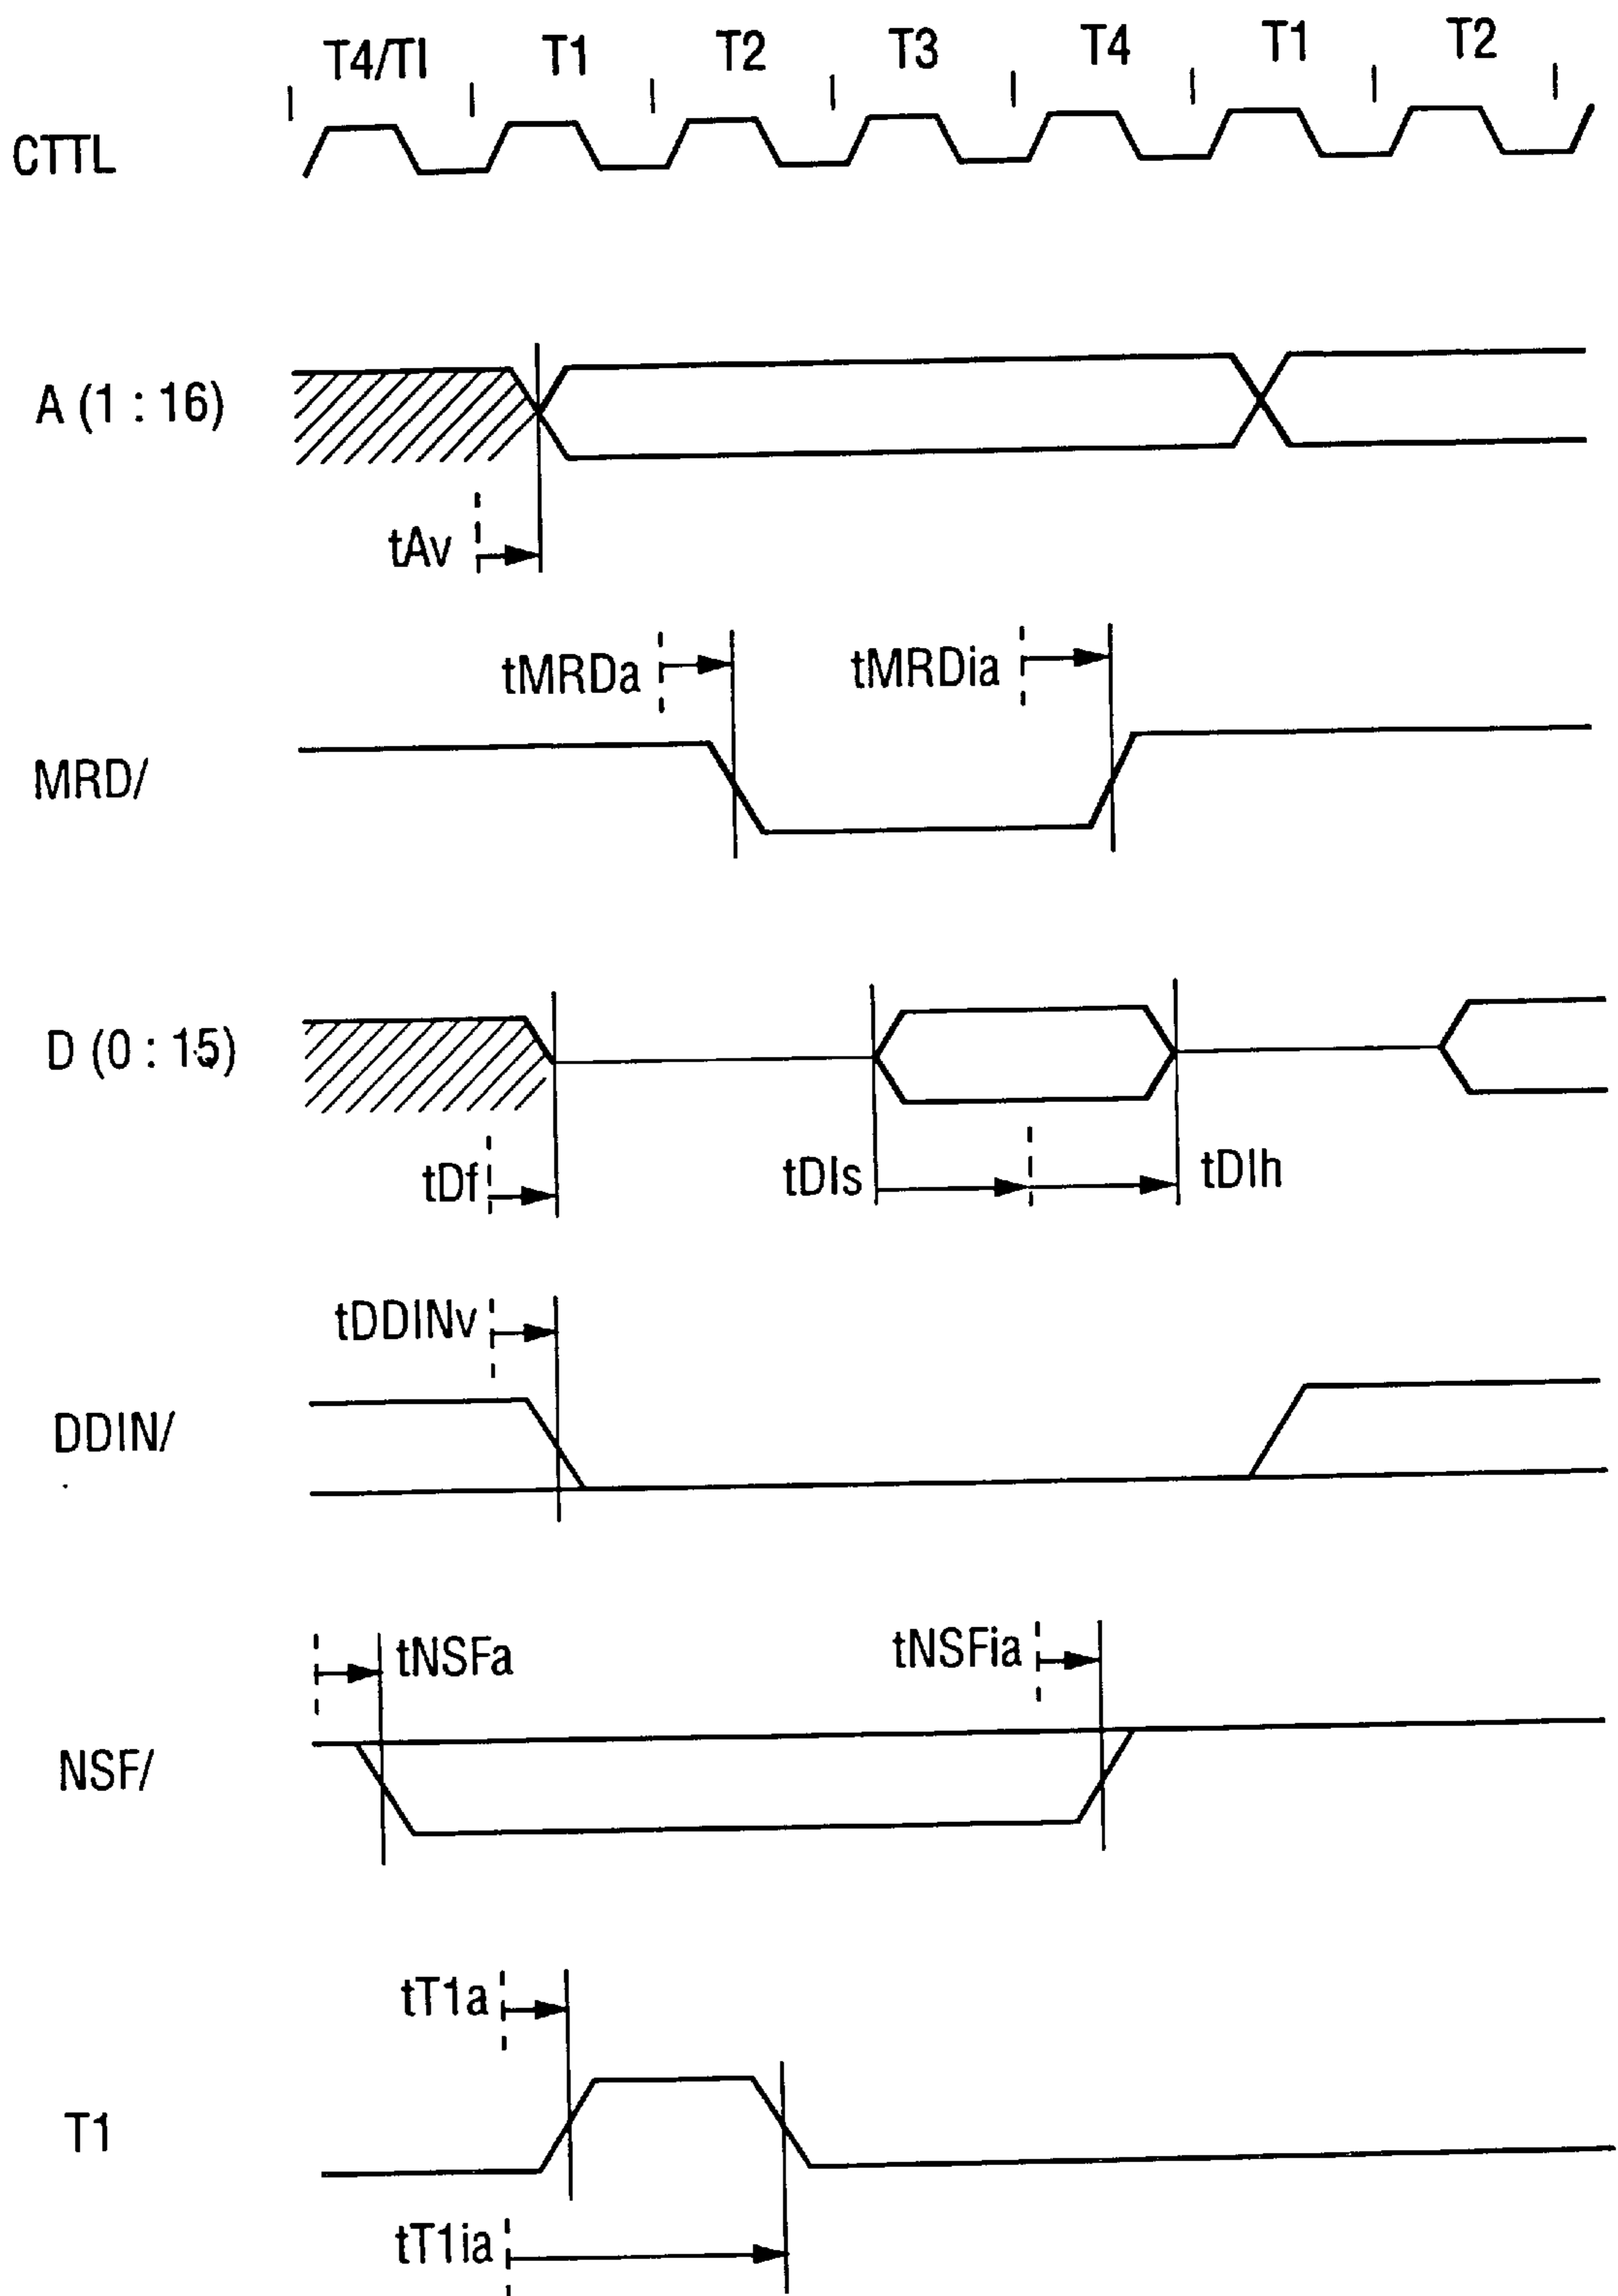 T4/TI T1 T2 T3 T4 T1 T2
CTTL
A (1 : 16)
tAv
tMRDa tMRDia
MRD/
D (0 : 15)
tDf tDIs tDIh
tDDINv
DDIN/
tNSFa tNSFia
NSF/
tT1a
T1
tT1ia